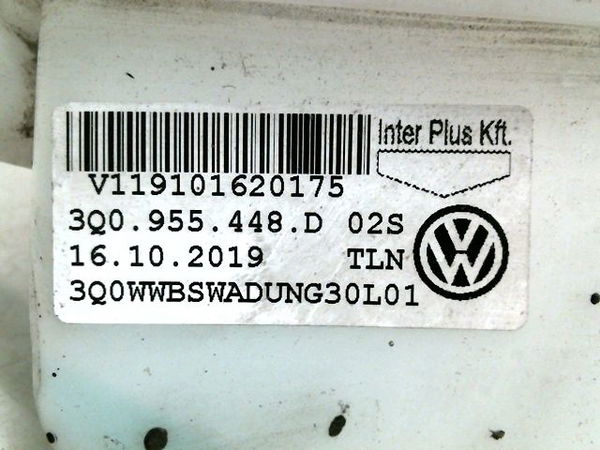 Inter Plus Kft.
V119101620175
3Q0.955.448.D 02S
16.10.2019 TLN
3Q0WWBSWADUNG30L01